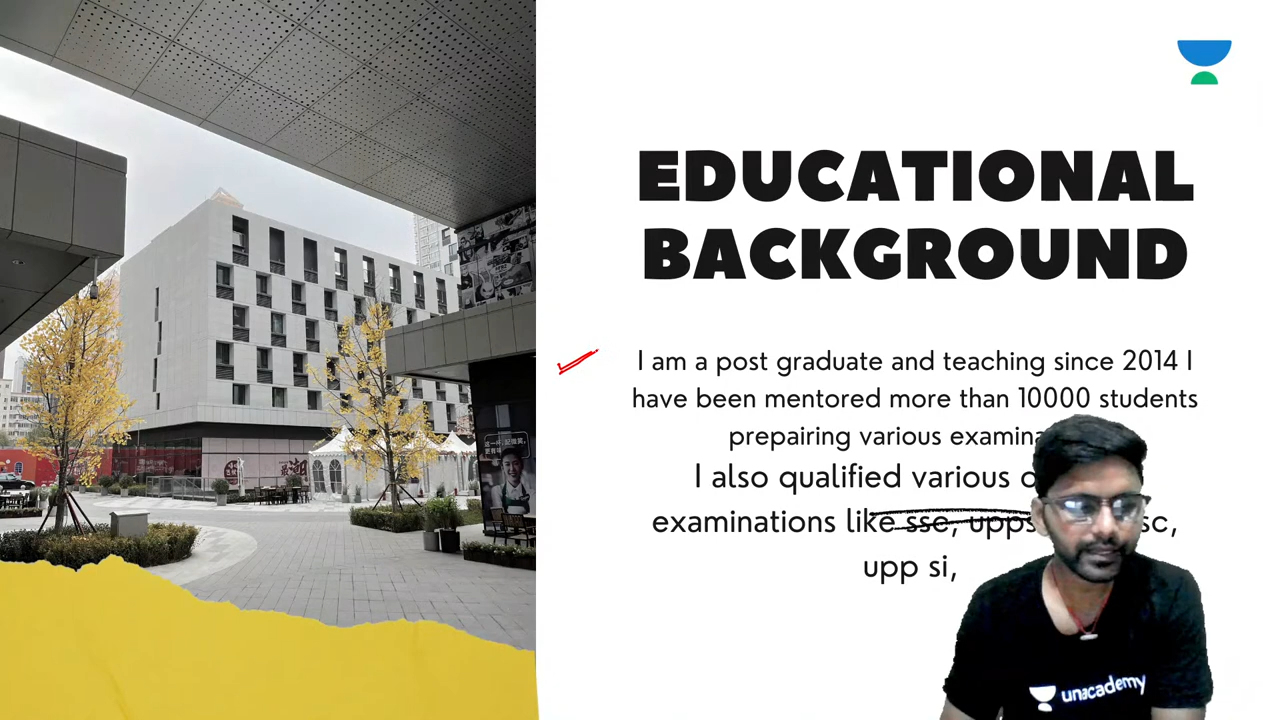 EDUCATIONAL
BACKGROUND
I am a post graduate and teaching since 2014 I
have been mentored more than 10000 students
prepairing various
I also qualified various
examinations like ssc,
upp si,
unacademy